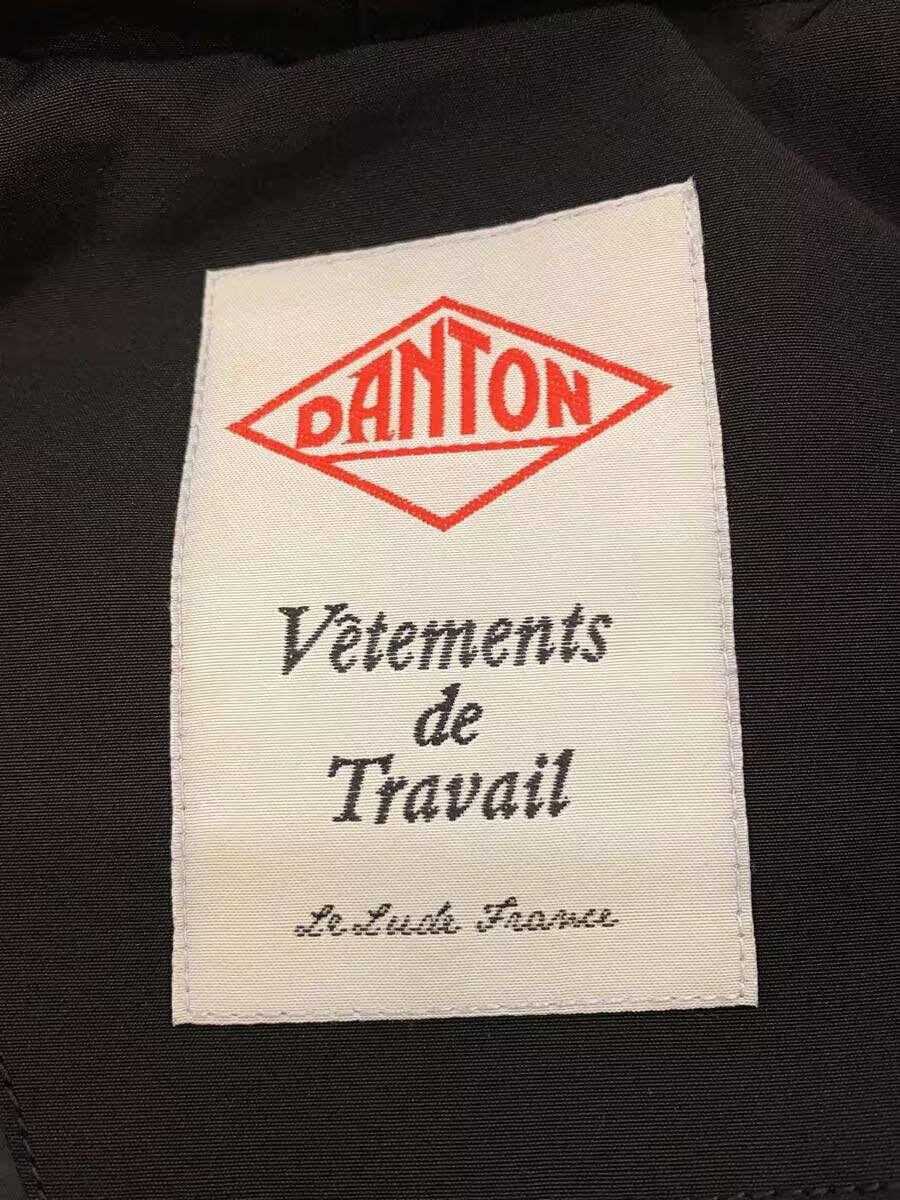 DANTON
Vêtements
de
Travail
Le Lude France